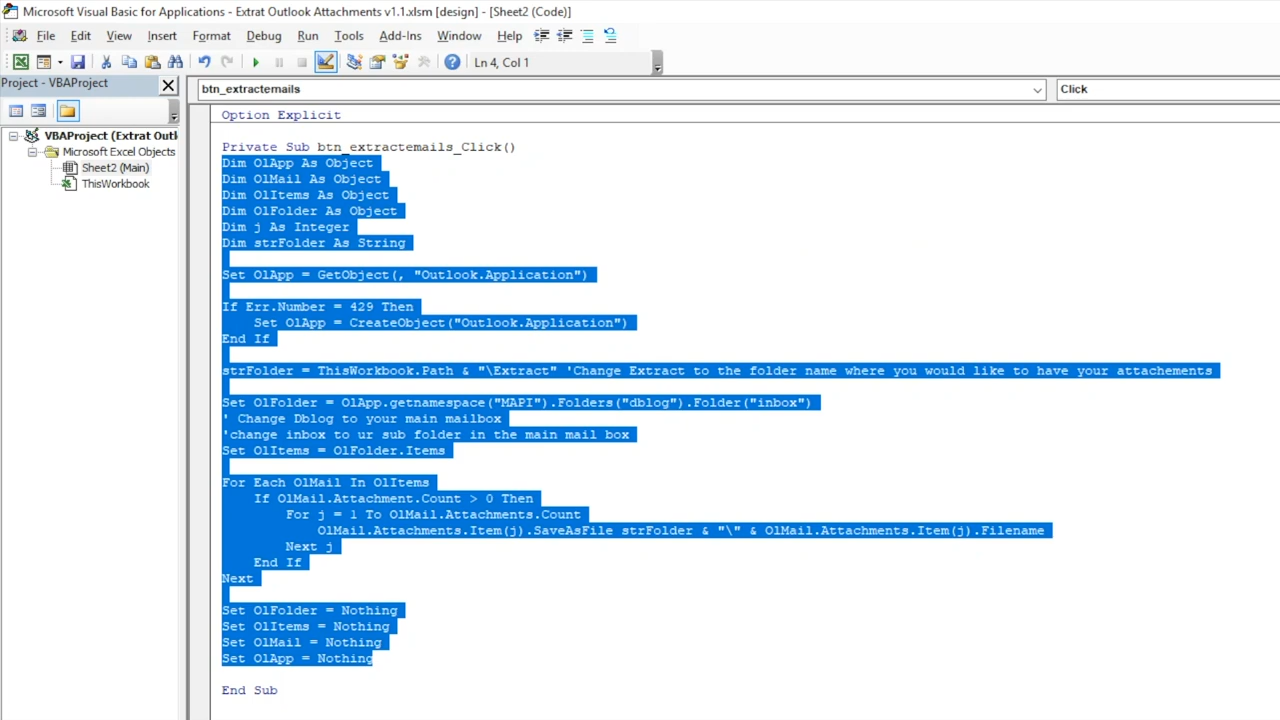 Microsoft Visual Basic for Applications - Extrat Outlook Attachments v1.1.xlsm [design] - [Sheet2 (Code)]
File Edit View Insert Format Debug Run Tools Add-Ins Window Help
Ln 4, Col 1
Project - VBAProject
btn_extractemails
Click
VBAProject (Extrat Outl
Microsoft Excel Objects
Sheet2 (Main)
ThisWorkbook
Option Explicit
Private Sub btn_extractemails_Click()
Dim OlApp As Object
Dim OlMail As Object
Dim OlItems As Object
Dim OlFolder As Object
Dim j As Integer
Dim strFolder As String
Set OlApp = GetObject(, "Outlook.Application")
If Err.Number = 429 Then
Set OlApp = CreateObject("Outlook.Application")
End If
strFolder = ThisWorkbook.Path & "\Extract" 'Change Extract to the folder name where you would like to have your attachements
Set OlFolder = OlApp.getnamespace("MAPI").Folders("dblog").Folder("inbox")
' Change Dblog to your main mailbox
'change inbox to ur sub folder in the main mail box
Set OlItems = OlFolder.Items
For Each OlMail In OlItems
If OlMail.Attachment.Count > 0 Then
For j = 1 To OlMail.Attachments.Count
OlMail.Attachments.Item(j).SaveAsFile strFolder & "\" & OlMail.Attachments.Item(j).Filename
Next j
End If
Next
Set OlFolder = Nothing
Set OlItems = Nothing
Set OlMail = Nothing
Set OlApp = Nothing
End Sub